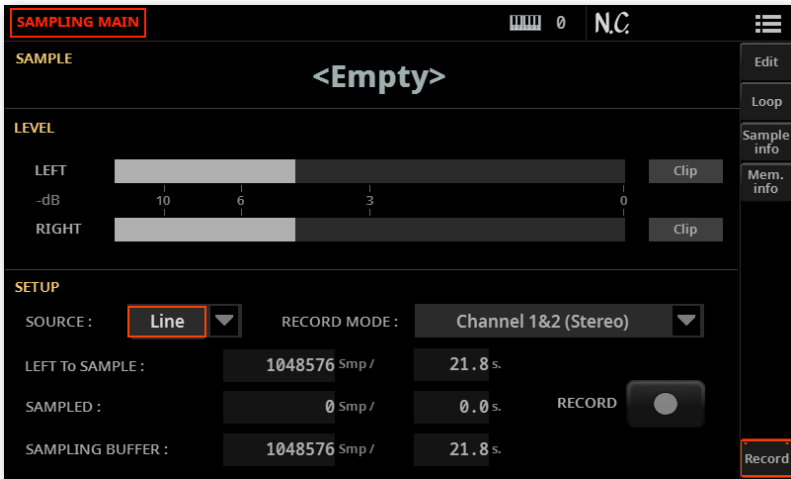 SAMPLING MAIN 0 N.C.
SAMPLE
<Empty>
Edit
Loop
Sample
info
Mem.
info
LEVEL
LEFT Clip
-dB 10 6 3 0
RIGHT Clip
SETUP
SOURCE : Line RECORD MODE : Channel 1&2 (Stereo)
LEFT To SAMPLE : 1048576 Smp / 21.8 s.
SAMPLED : 0 Smp / 0.0 s. RECORD
SAMPLING BUFFER : 1048576 Smp / 21.8 s.
Record